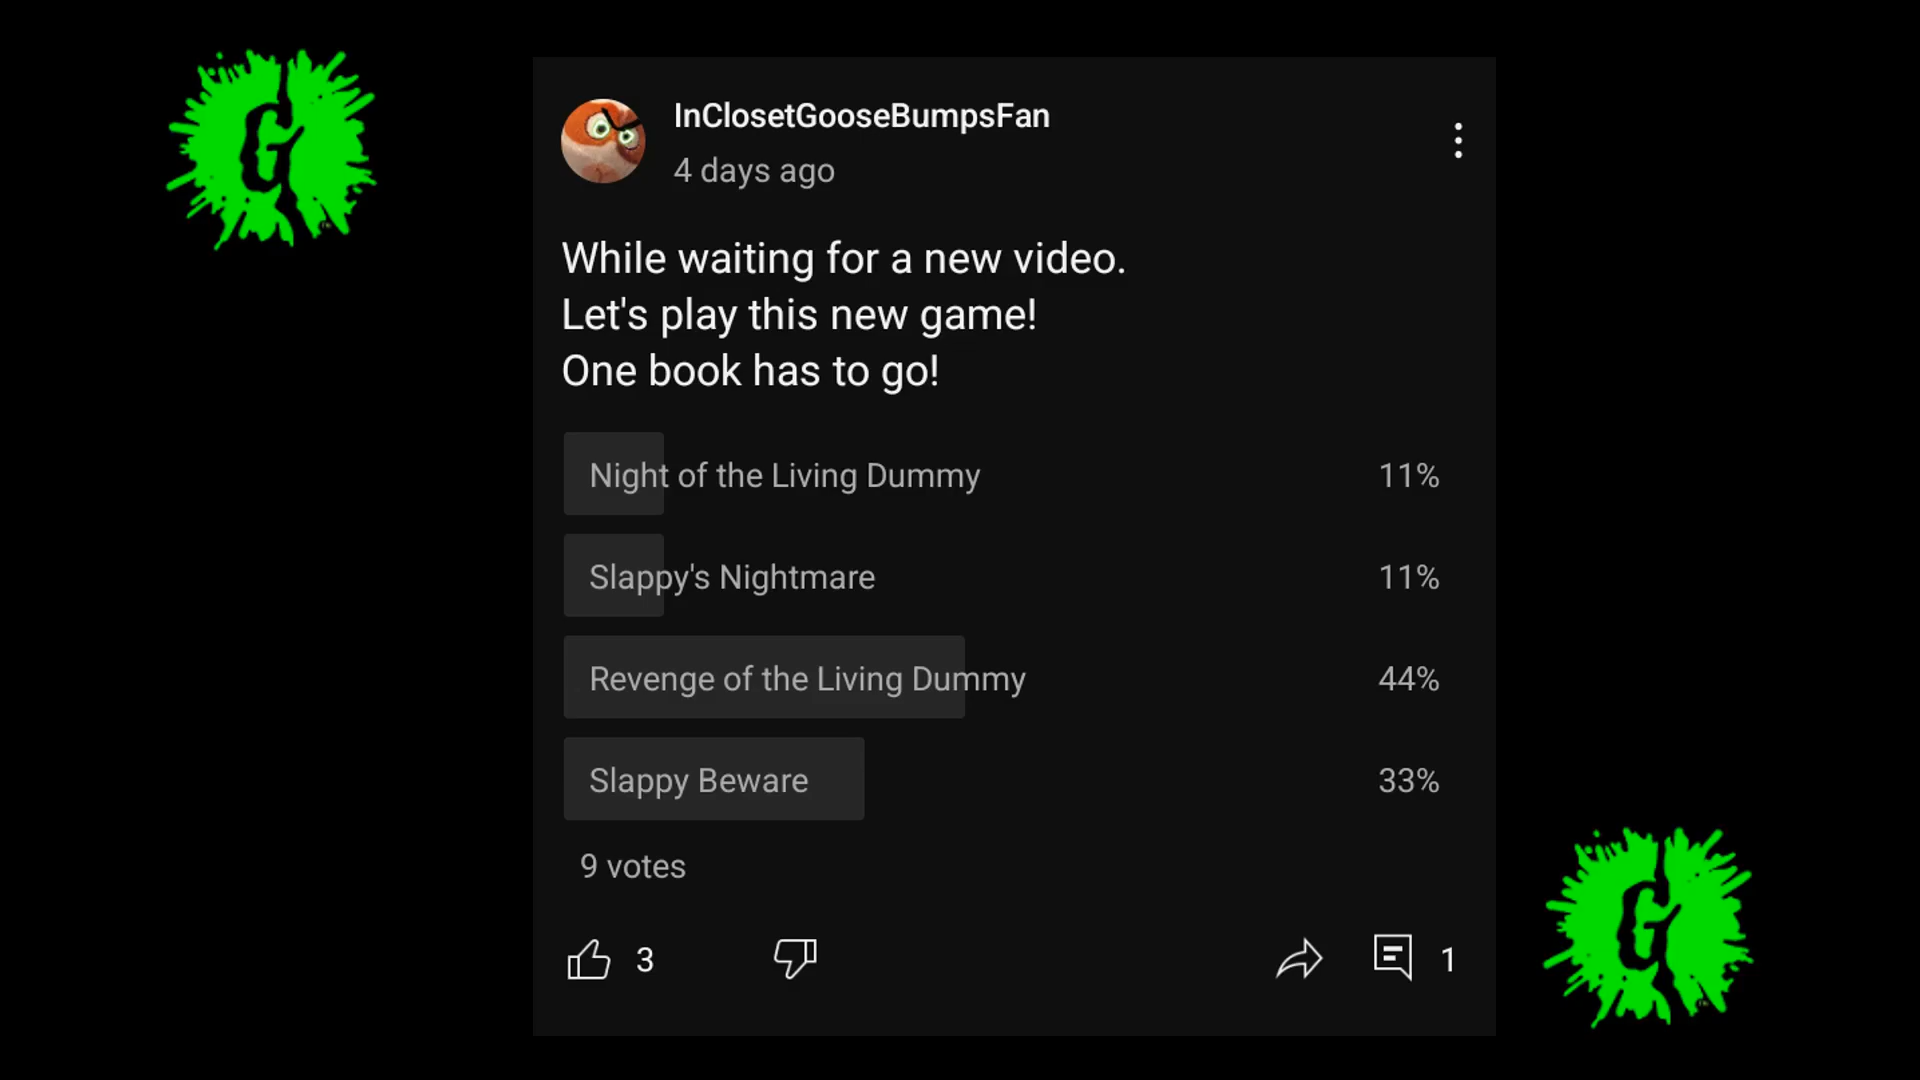 G
InClosetGooseBumpsFan
4 days ago
While waiting for a new video.
Let's play this new game!
One book has to go!
Night of the Living Dummy 11%
Slappy's Nightmare 11%
Revenge of the Living Dummy 44%
Slappy Beware 33%
9 votes
3 1
G